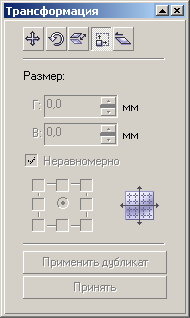 Трансформация
Размер:
Г: 0,0 мм
В: 0,0 мм
Неравномерно
Применить дубликат
Принять